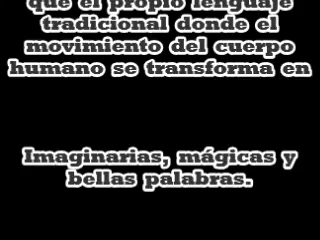 que el propio lenguaje
tradicional donde el
movimiento del cuerpo
humano se transforma en
Imaginarias, mágicas y
bellas palabras.